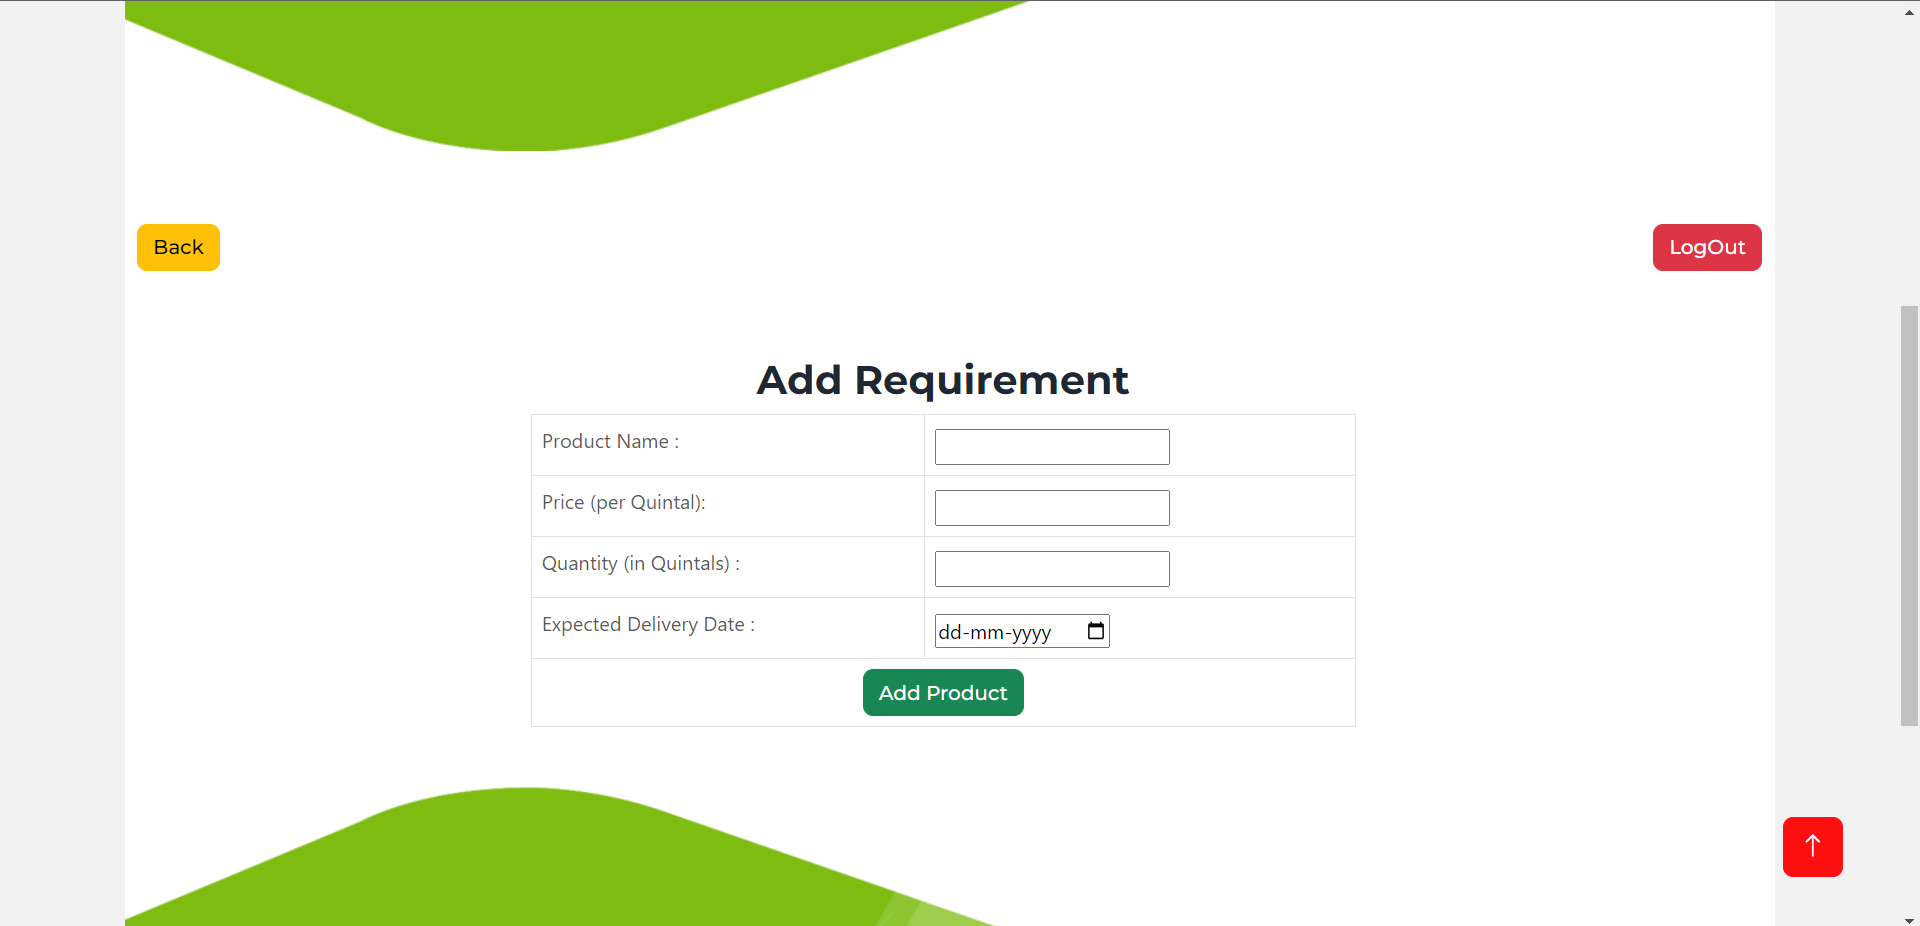 Back
LogOut
Add Requirement
Product Name :
Price (per Quintal):
Quantity (in Quintals) :
Expected Delivery Date :
dd-mm-yyyy
Add Product